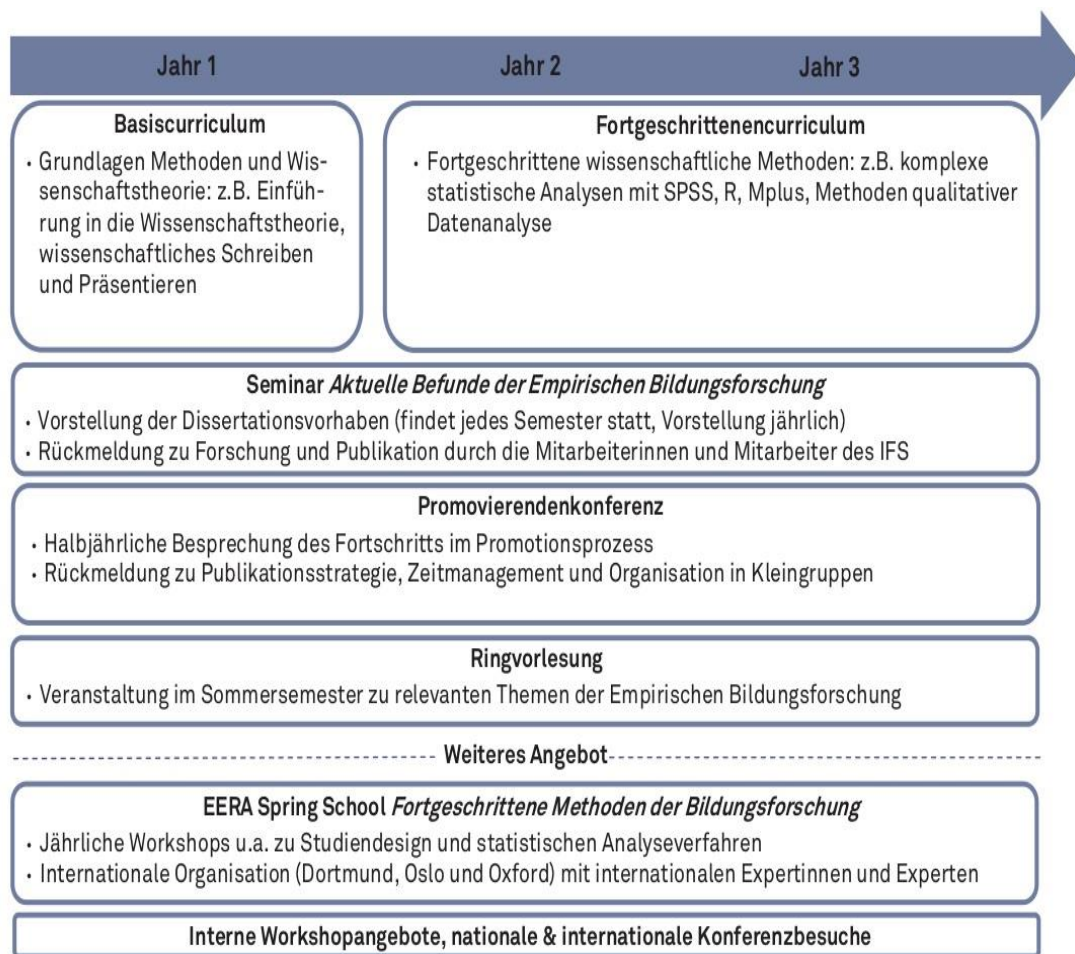 Jahr 1
Jahr 2
Jahr 3
Basiscurriculum
· Grundlagen Methoden und Wis-
senschaftstheorie: z.B. Einfüh-
rung in die Wissenschaftstheorie,
wissenschaftliches Schreiben
und Präsentieren
Fortgeschrittenencurriculum
· Fortgeschrittene wissenschaftliche Methoden: z.B. komplexe
statistische Analysen mit SPSS, R, Mplus, Methoden qualitativer
Datenanalyse
Seminar Aktuelle Befunde der Empirischen Bildungsforschung
· Vorstellung der Dissertationsvorhaben (findet jedes Semester statt, Vorstellung jährlich)
· Rückmeldung zu Forschung und Publikation durch die Mitarbeiterinnen und Mitarbeiter des IFS
Promovierendenkonferenz
· Halbjährliche Besprechung des Fortschritts im Promotionsprozess
· Rückmeldung zu Publikationsstrategie, Zeitmanagement und Organisation in Kleingruppen
Ringvorlesung
· Veranstaltung im Sommersemester zu relevanten Themen der Empirischen Bildungsforschung
Weiteres Angebot
EERA Spring School Fortgeschrittene Methoden der Bildungsforschung
· Jährliche Workshops u.a. zu Studiendesign und statistischen Analyseverfahren
· Internationale Organisation (Dortmund, Oslo und Oxford) mit internationalen Expertinnen und Experten
Interne Workshopangebote, nationale & internationale Konferenzbesuche